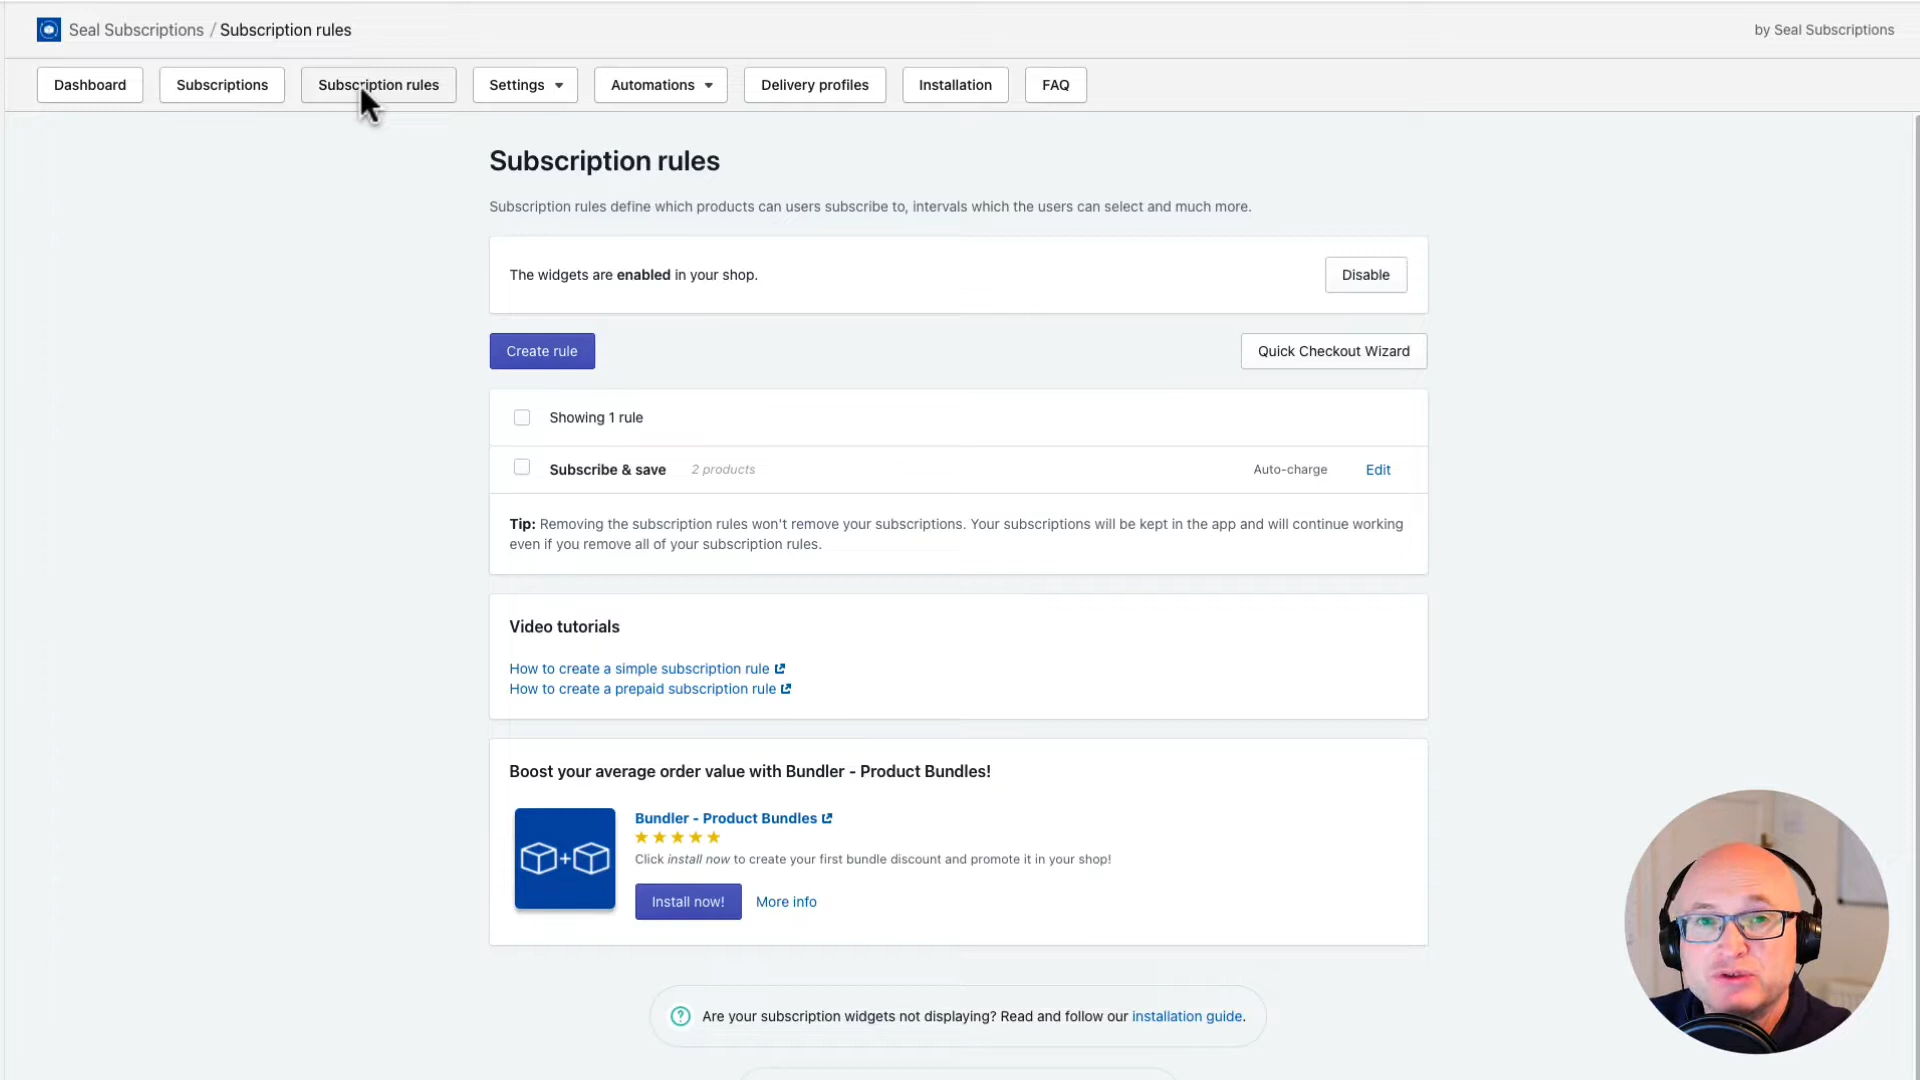 Seal Subscriptions / Subscription rules
by Seal Subscriptions
Dashboard
Subscriptions
Subscription rules
Settings
Automations
Delivery profiles
Installation
FAQ
Subscription rules
Subscription rules define which products can users subscribe to, intervals which the users can select and much more.
The widgets are enabled in your shop.
Disable
Create rule
Quick Checkout Wizard
Showing 1 rule
Subscribe & save 2 products Auto-charge Edit
Tip: Removing the subscription rules won't remove your subscriptions. Your subscriptions will be kept in the app and will continue working
even if you remove all of your subscription rules.
Video tutorials
How to create a simple subscription rule
How to create a prepaid subscription rule
Boost your average order value with Bundler - Product Bundles!
Bundler - Product Bundles
Click install now to create your first bundle discount and promote it in your shop!
Install now!
More info
Are your subscription widgets not displaying? Read and follow our installation guide.